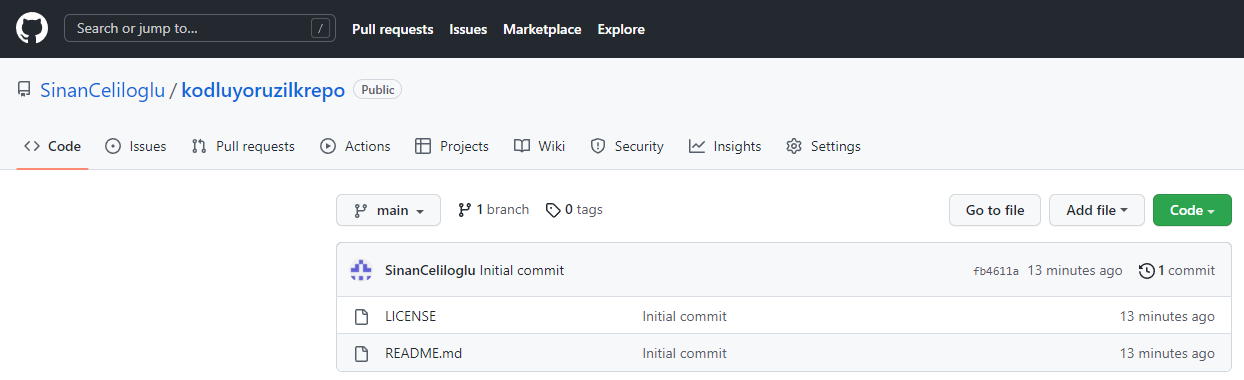 Search or jump to... /
Pull requests Issues Marketplace Explore
SinanCeliloglu / kodluyoruzilkrepo Public
Code Issues Pull requests Actions Projects Wiki Security Insights Settings
main 1 branch 0 tags Go to file Add file Code
SinanCeliloglu Initial commit fb4611a 13 minutes ago 1 commit
LICENSE Initial commit 13 minutes ago
README.md Initial commit 13 minutes ago